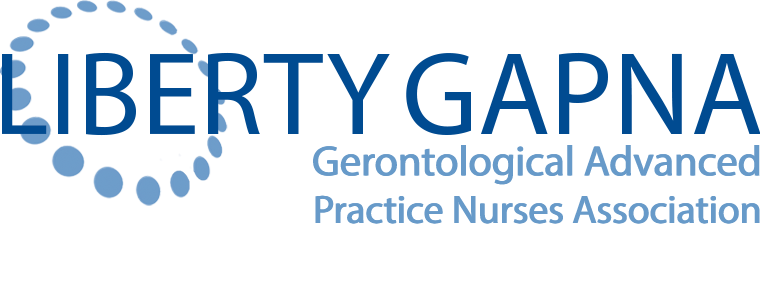 LIBERTY GAPNA
Gerontological Advanced
Practice Nurses Association